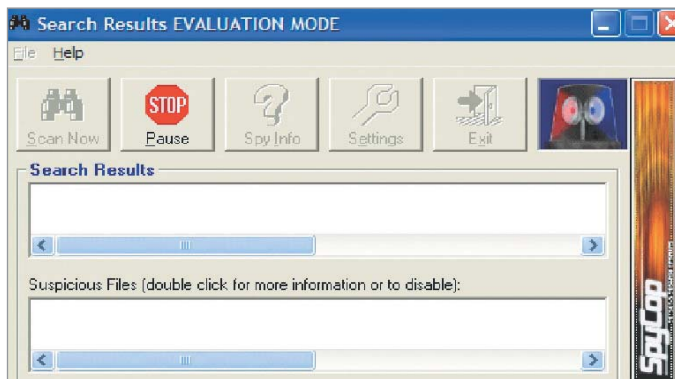 Search Results EVALUATION MODE
File Help
STOP
Scan Now Pause Spy Info Settings Exit
Search Results
Suspicious Files (double click for more information or to disable):
SpyCop